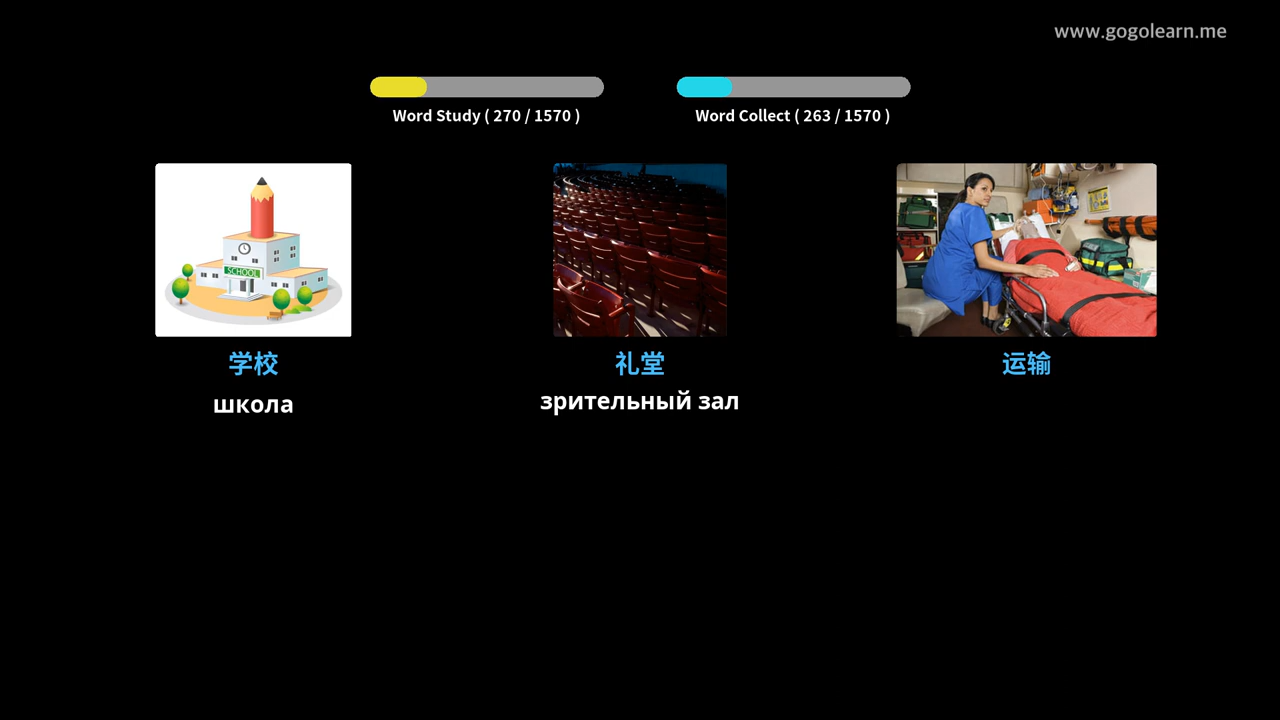 www.gogolearn.me
Word Study ( 270 / 1570 )
Word Collect ( 263 / 1570 )
SCHOOL
学校
礼堂
运输
школа
зрительный зал